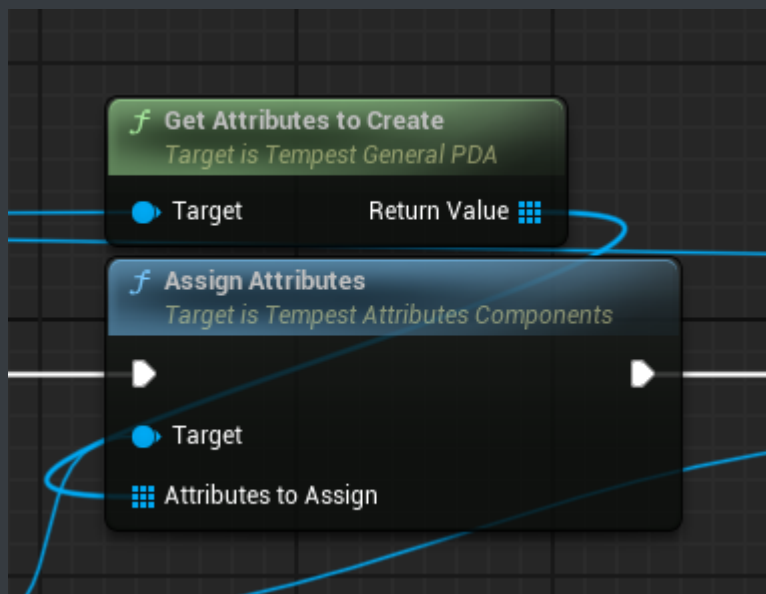 Get Attributes to Create
Target is Tempest General PDA
Target Return Value
Assign Attributes
Target is Tempest Attributes Components
Target
Attributes to Assign